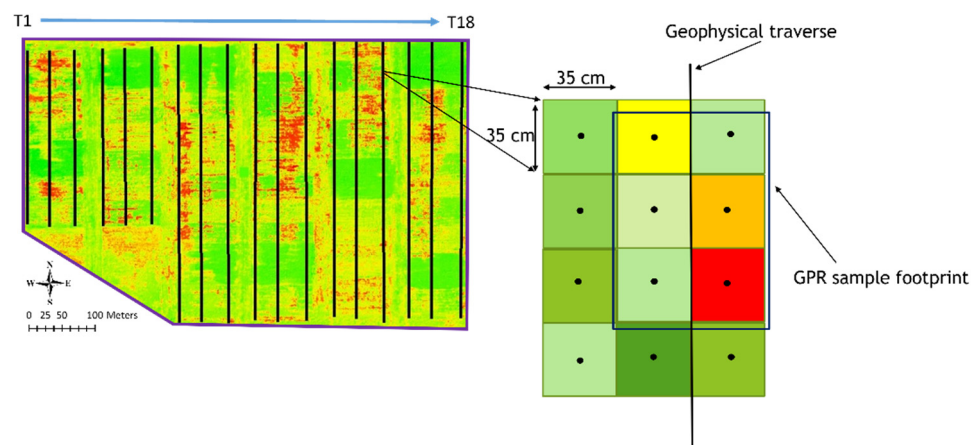 T1 T18
Geophysical traverse
35 cm
35 cm
GPR sample footprint
N
W E
S
0 25 50 100 Meters